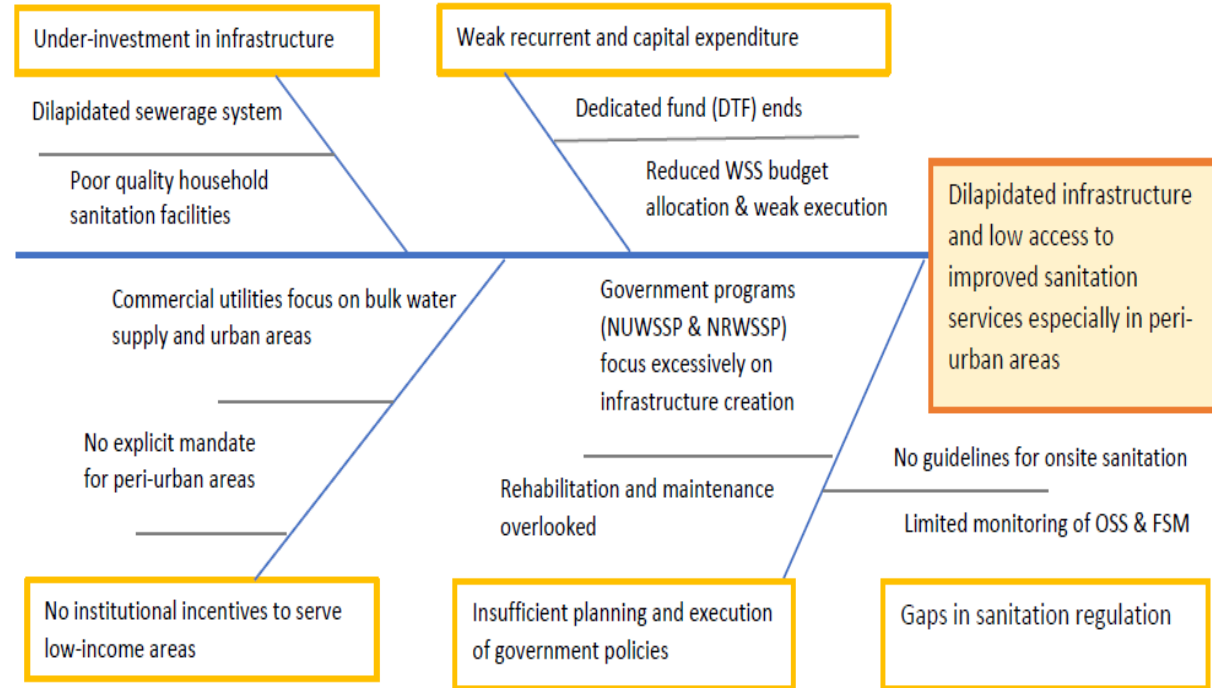 Under-investment in infrastructure
Weak recurrent and capital expenditure
Dilapidated sewerage system
Poor quality household
sanitation facilities
Dedicated fund (DTF) ends
Reduced WSS budget
allocation & weak execution
Dilapidated infrastructure
and low access to
improved sanitation
services especially in peri-
urban areas
Commercial utilities focus on bulk water
supply and urban areas
No explicit mandate
for peri-urban areas
Government programs
(NUWSSP & NRWSSP)
focus excessively on
infrastructure creation
Rehabilitation and maintenance
overlooked
No guidelines for onsite sanitation
Limited monitoring of OSS & FSM
No institutional incentives to serve
low-income areas
Insufficient planning and execution
of government policies
Gaps in sanitation regulation